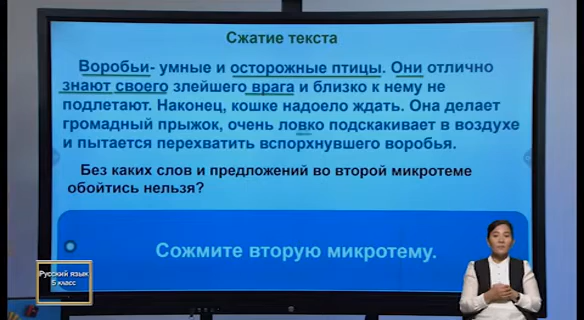 Сжатие текста
Воробьи- умные и осторожные птицы. Они отлично
знают своего злейшего врага и близко к нему не
подлетают. Наконец, кошке надоело ждать. Она делает
громадный прыжок, очень ловко подскакивает в воздухе
и пытается перехватить вспорхнувшего воробья.
Без каких слов и предложений во второй микротеме
обойтись нельзя?
Сожмите вторую микротему.
Русский язык
5 класс